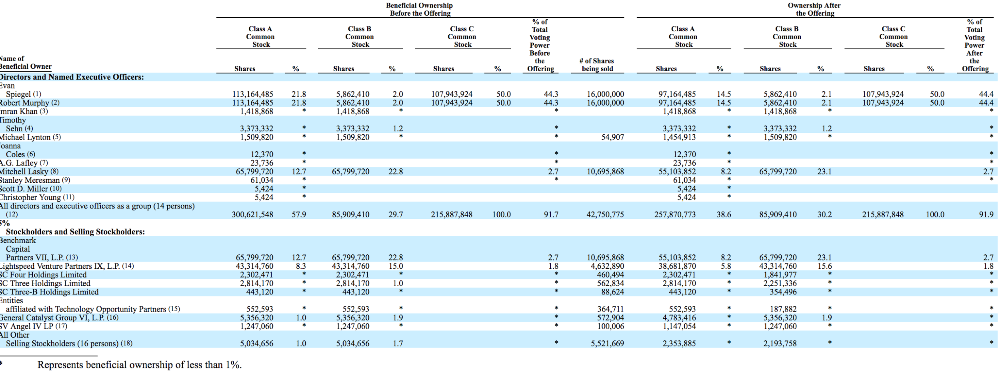 Beneficial Ownership Ownership After
Before the Offering the Offering
% of % of
Total Total
Class A Class B Class C Voting Class A Class B Class C Voting
Common Common Common Power Common Common Common Power
Stock Stock Stock Before Stock Stock Stock After
Name of the # of Shares the
Beneficial Owner Shares % Shares % Shares % Offering being sold Shares % Shares % Shares % Offering
Directors and Named Executive Officers:
Evan
Spiegel (1) 113,164,485 21.8 5,862,410 2.0 107,943,924 50.0 44.3 16,000,000 97,164,485 14.5 5,862,410 2.1 107,943,924 50.0 44.4
Robert Murphy (2) 113,164,485 21.8 5,862,410 2.0 107,943,924 50.0 44.3 16,000,000 97,164,485 14.5 5,862,410 2.1 107,943,924 50.0 44.4
Imran Khan (3) 1,418,868 * 1,418,868 * * 1,418,868 * 1,418,868 * *
Timothy
Sehn (4) 3,373,332 * 3,373,332 1.2 * 3,373,332 * 3,373,332 1.2 *
Michael Lynton (5) 1,509,820 * 1,509,820 * * 54,907 1,454,913 * 1,509,820 * *
Joanna
Coles (6) 12,370 * * 12,370 * *
A.G. Lafley (7) 23,736 * * 23,736 * *
Mitchell Lasky (8) 65,799,720 12.7 65,799,720 22.8 2.7 10,695,868 55,103,852 8.2 65,799,720 23.1 2.7
Stanley Meresman (9) 61,034 * * 61,034 * *
Scott D. Miller (10) 5,424 * 5,424 *
Christopher Young (11) 5,424 * 5,424 *
All directors and executive officers as a group (14 persons)
(12) 300,621,548 57.9 85,909,410 29.7 215,887,848 100.0 91.7 42,750,775 257,870,773 38.6 85,909,410 30.2 215,887,848 100.0 91.9
5%
Stockholders and Selling Stockholders:
Benchmark
Capital
Partners VII, L.P. (13) 65,799,720 12.7 65,799,720 22.8 2.7 10,695,868 55,103,852 8.2 65,799,720 23.1 2.7
Lightspeed Venture Partners IX, L.P. (14) 43,314,760 8.3 43,314,760 15.0 1.8 4,632,890 38,681,870 5.8 43,314,760 15.6 1.8
SC Four Holdings Limited 2,302,471 * 2,302,471 * * 460,494 2,302,471 * 1,841,977 * *
SC Three Holdings Limited 2,814,170 * 2,814,170 1.0 * 562,834 2,814,170 * 2,251,336 * *
SC Three-B Holdings Limited 443,120 * 443,120 * * 88,624 443,120 * 354,496 * *
Entities
affiliated with Technology Opportunity Partners (15) 552,593 * 552,593 * * 364,711 552,593 * 187,882 * *
General Catalyst Group VI, L.P. (16) 5,356,320 1.0 5,356,320 1.9 * 572,904 4,783,416 * 5,356,320 1.9 *
SV Angel IV LP (17) 1,247,060 * 1,247,060 * * 100,006 1,147,054 * 1,247,060 * *
All Other
Selling Stockholders (16 persons) (18) 5,034,656 1.0 5,034,656 1.7 * 5,521,669 2,353,885 * 2,193,758 * *
* Represents beneficial ownership of less than 1%.